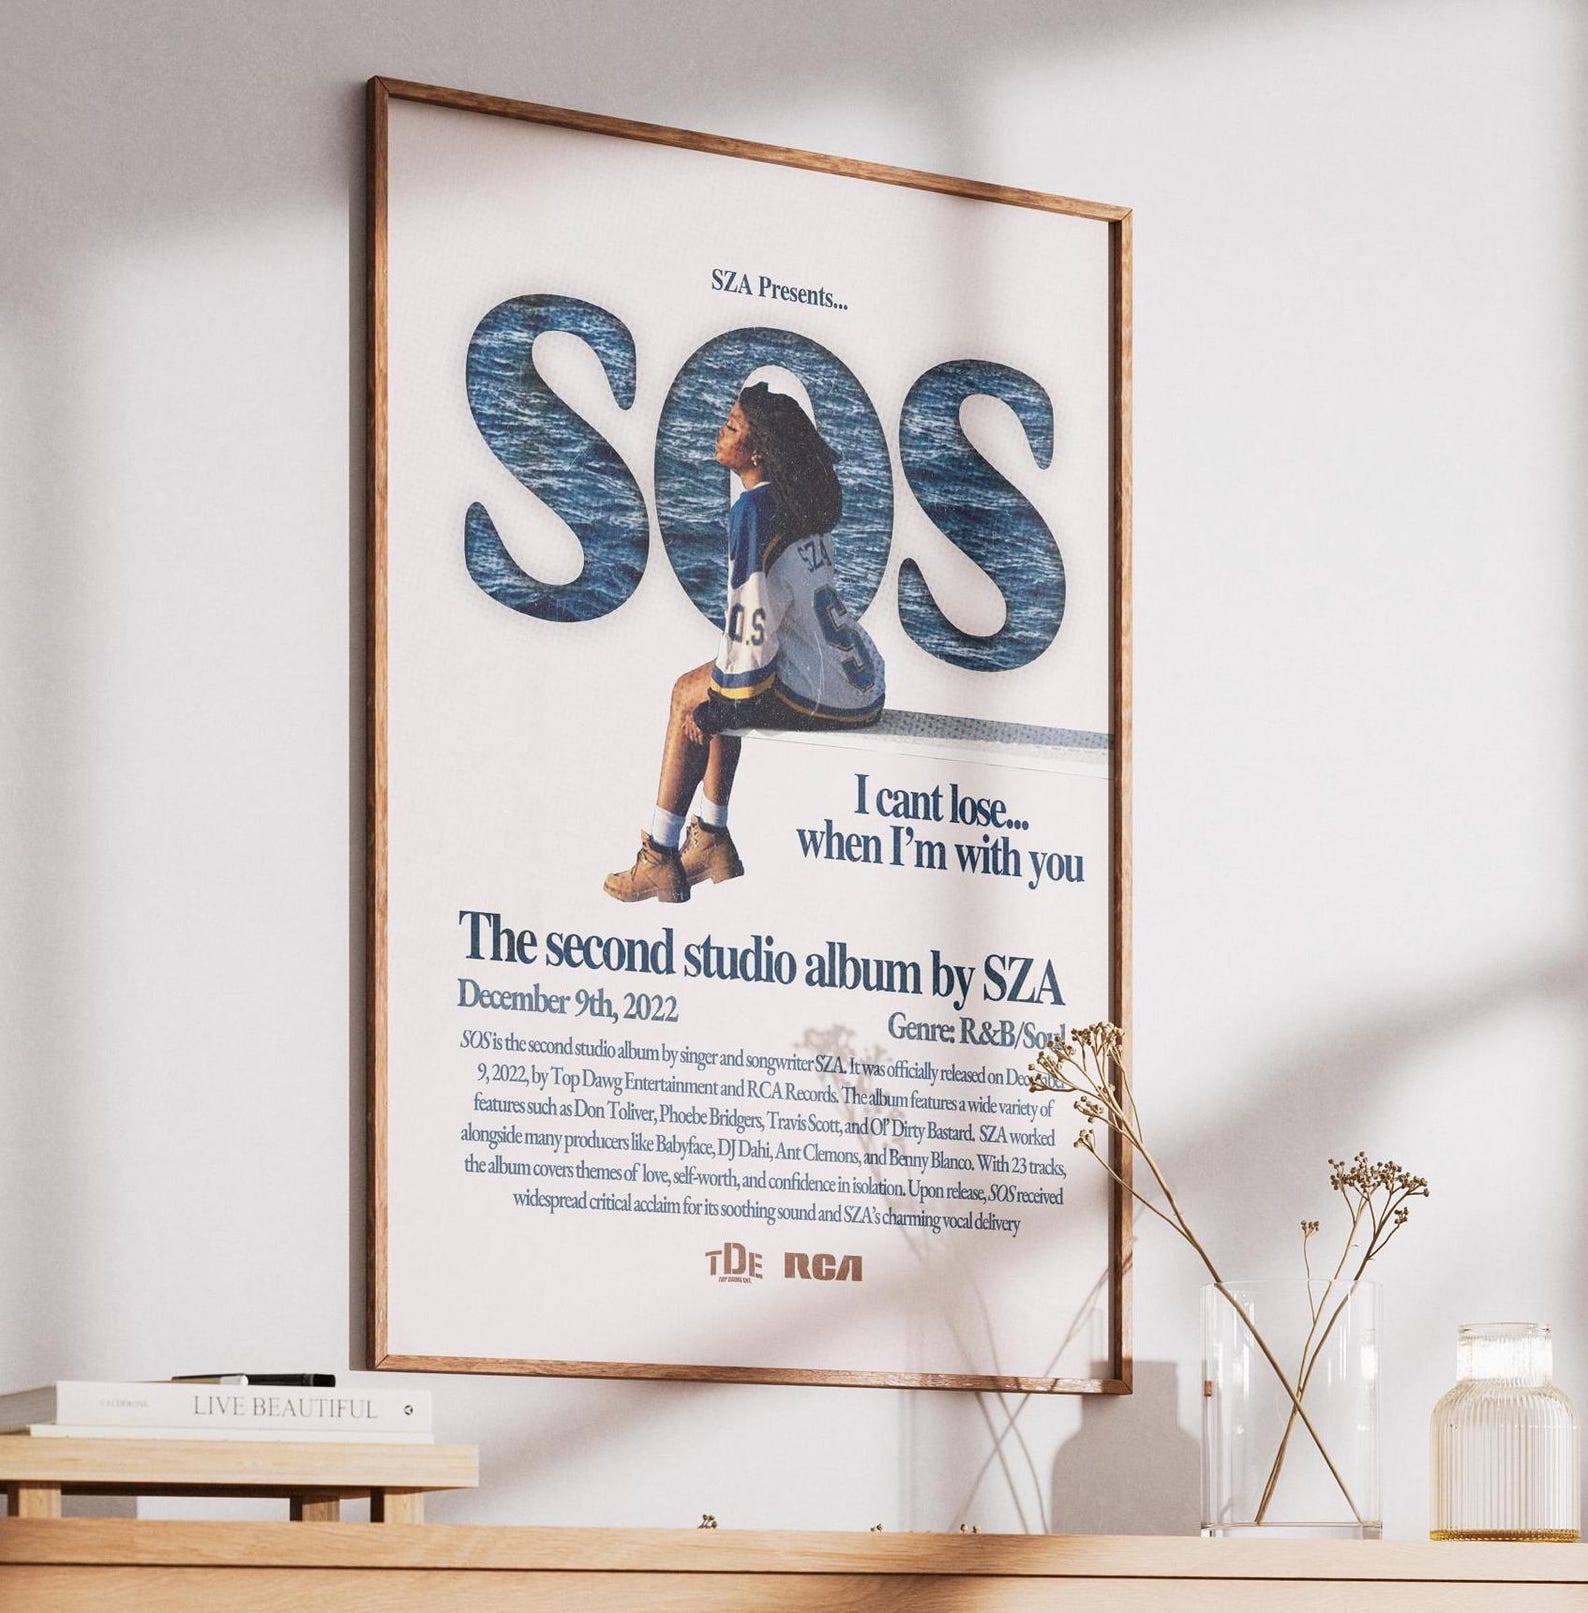 SZA Presents...
SOS
SZA
O.S
S
I cant lose...
when I'm with you
The second studio album by SZA
December 9th, 2022
Genre: R&B/Soul
SOS is the second studio album by singer and songwriter SZA. It was officially released on December
9, 2022, by Top Dawg Entertainment and RCA Records. The album features a wide variety of
features such as Don Toliver, Phoebe Bridgers, Travis Scott, and Ol' Dirty Bastard. SZA worked
alongside many producers like Babyface, DJ Dahi, Ant Clemons, and Benny Blanco. With 23 tracks,
the album covers themes of love, self-worth, and confidence in isolation. Upon release, SOS received
widespread critical acclaim for its soothing sound and SZA's charming vocal delivery
TDE RCA
TOP DAWG ENT.
LIVE BEAUTIFUL